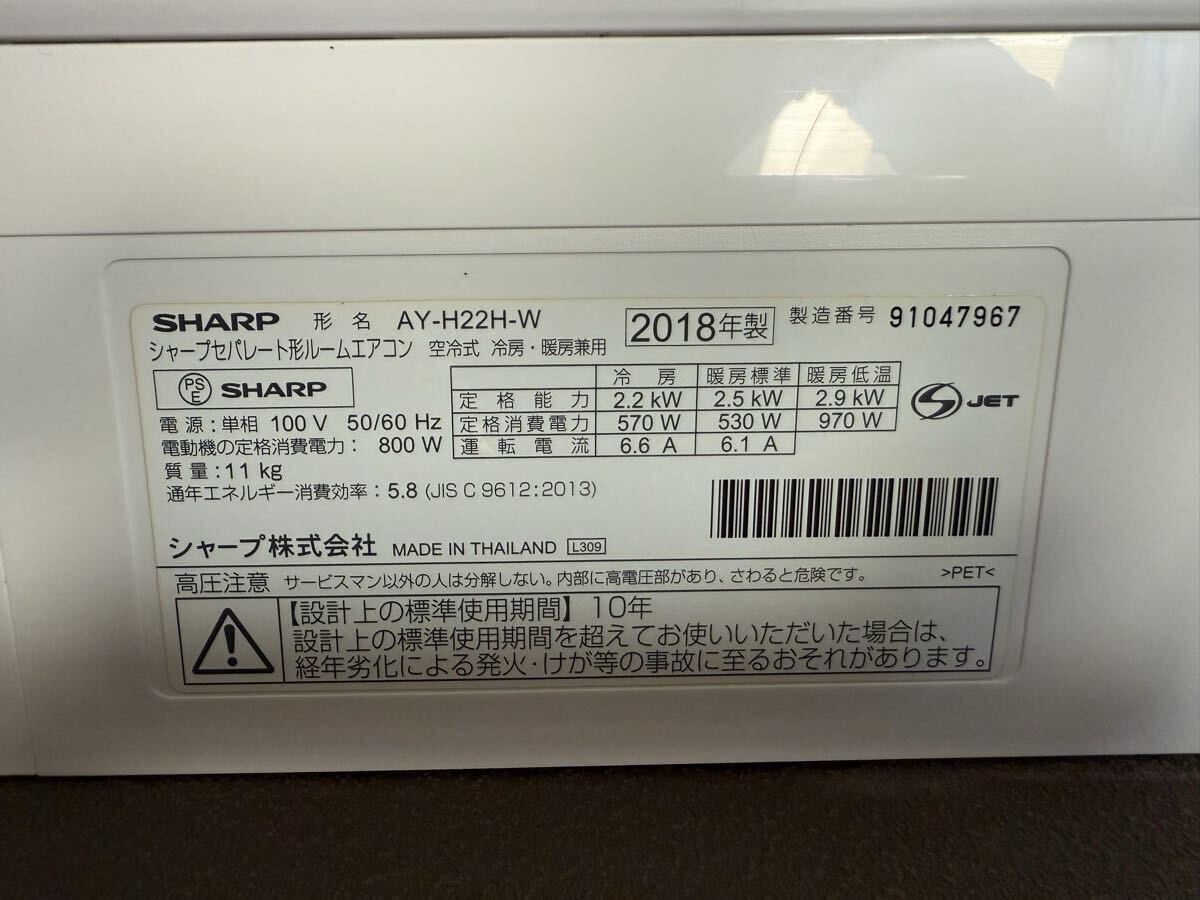 SHARP 形名 AY-H22H-W 2018年製 製造番号 91047967
シャープセパレート形ルームエアコン 空冷式 冷房・暖房兼用
PSE SHARP
冷房 暖房標準 暖房低温
定格能力 2.2 kW 2.5 kW 2.9 kW
定格消費電力 570 W 530 W 970 W
運転電流 6.6 A 6.1 A
S JET
電源:単相 100 V 50/60 Hz
電動機の定格消費電力: 800 W
質量:11 kg
通年エネルギー消費効率:5.8 (JIS C 9612:2013)
シャープ株式会社 MADE IN THAILAND L309
高圧注意 サービスマン以外の人は分解しない。内部に高電圧部があり、さわると危険です。 >PET<
【設計上の標準使用期間】10年
設計上の標準使用期間を超えてお使いいただいた場合は、
経年劣化による発火・けが等の事故に至るおそれがあります。